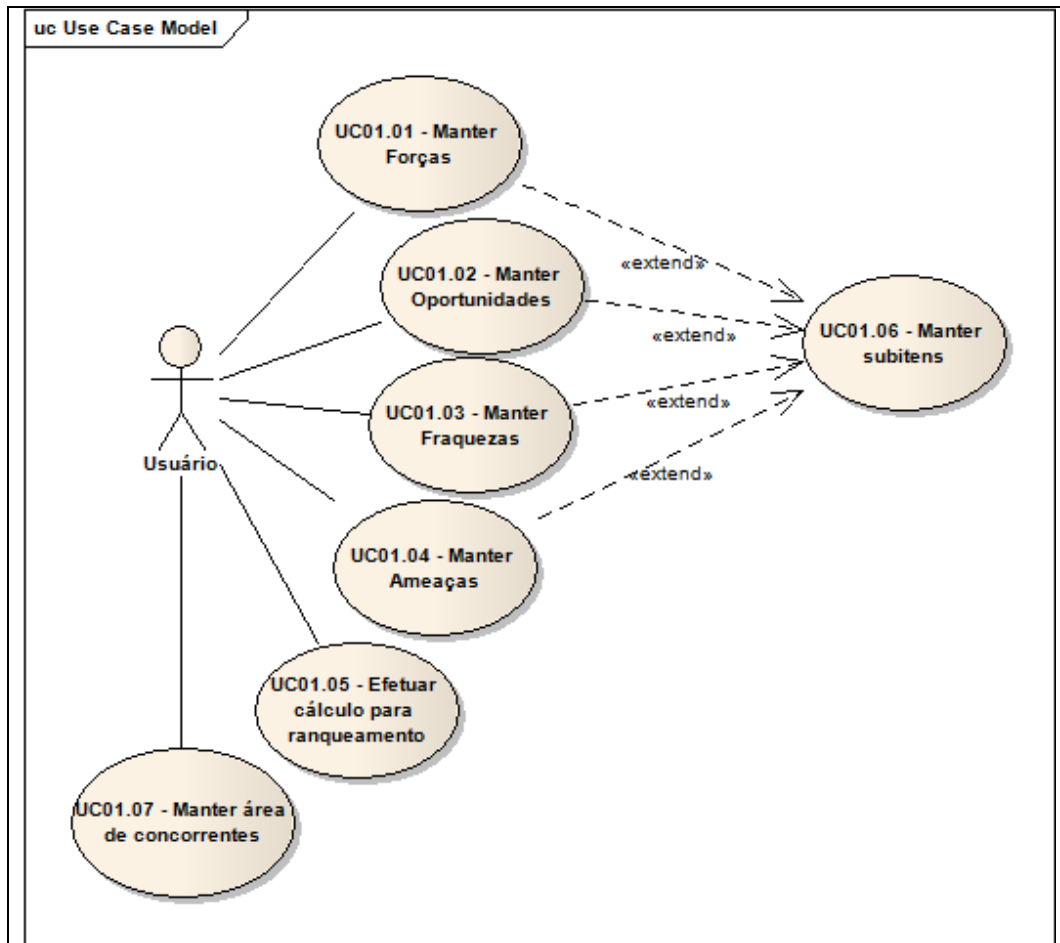 uc Use Case Model
UC01.01 - Manter
Forças
UC01.02 - Manter
Oportunidades
«extend»
«extend»
UC01.06 - Manter
subitens
UC01.03 - Manter
Fraquezas
«extend»
Usuário
«extend»
UC01.04 - Manter
Ameaças
UC01.05 - Efetuar
cálculo para
ranqueamento
UC01.07 - Manter área
de concorrentes